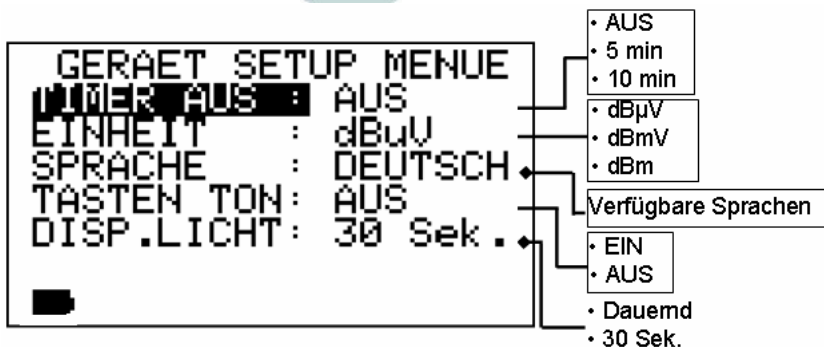 GERAET SETUP MENUE
TIMER AUS : AUS
EINHEIT : dBuV
SPRACHE : DEUTSCH
TASTEN TON: AUS
DISP.LICHT: 30 Sek.
• AUS
• 5 min
• 10 min
• dBµV
• dBmV
• dBm
Verfügbare Sprachen
• EIN
• AUS
• Dauernd
• 30 Sek.